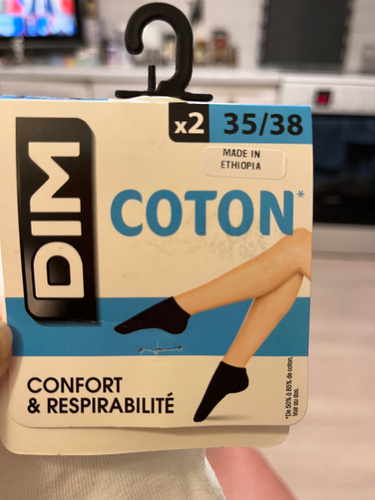 x2 35/38
MADE IN
ETHIOPIA
DIM
COTON*
CONFORT
& RESPIRABILITÉ
*De 50% à 85% de coton.
Voir au dos.